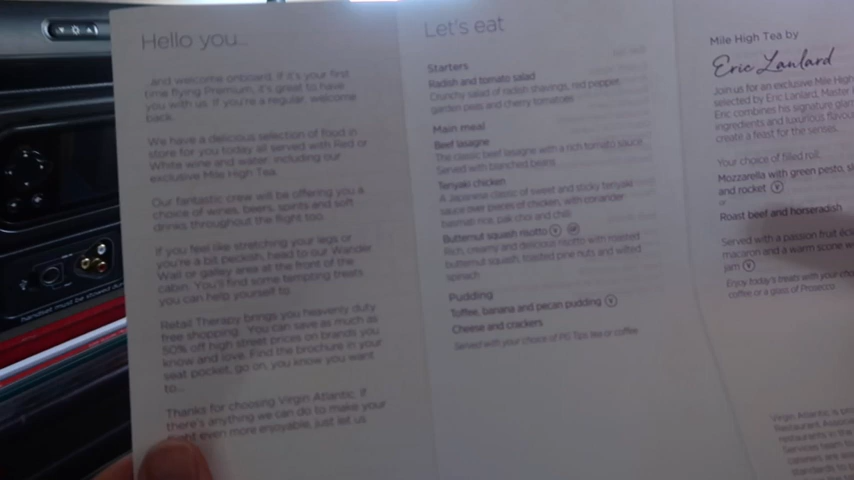 Hello you...
...and welcome onboard. If it's your first
time flying Premium, it's great to have
you with us. If you're a regular, welcome
back.
We have a delicious selection of food in
store for you today all served with Red or
White wine and water, including our
exclusive Mile High Tea.
Our fantastic crew will be offering you a
choice of wines, beers, spirits and soft
drinks throughout the flight too.
If you feel like stretching your legs or
you're a bit peckish, head to our Wander
Wall or galley area at the front of the
cabin. You'll find some tempting treats
you can help yourself to.
Retail Therapy brings you heavenly duty
free shopping. You can save as much as
50% off high street prices on brands you
know and love. Find the brochure in your
seat pocket, go on, you know you want
to...
Thanks for choosing Virgin Atlantic, if
there's anything we can do to make your
flight even more enjoyable, just let us
Let's eat
Starters
Radish and tomato salad
Crunchy salad of radish shavings, red pepper,
garden peas and cherry tomatoes
Main meal
Beef lasagne
The classic beef lasagne with a rich tomato sauce.
Served with bunched beans
Teriyaki chicken
A Japanese classic of sweet and sticky teriyaki
sauce over pieces of chicken, with coriander
basmati rice, pak choi and chilli
Butternut squash risotto V
Rich, creamy and delicious risotto with roasted
butternut squash, toasted pine nuts and wilted
spinach
Pudding
Toffee, banana and pecan pudding V
Cheese and crackers
Served with your choice of PG Tips tea or coffee
Mile High Tea by
Eric Lanlard
Join us for an exclusive Mile High
selected by Eric Lanlard, Master
Eric combines his signature
ingredients and luxurious
create a feast for the senses.
Your choice of filled roll:
Mozzarella with green pesto,
and rocket V
or
Roast beef and horseradish
Served with a passion fruit
macaron and a warm scone
jam V
Enjoy today's treats with your
coffee or a glass of Prosecco
Virgin Atlantic is
Restaurant
restaurants in the
Services team
handset must be stowed